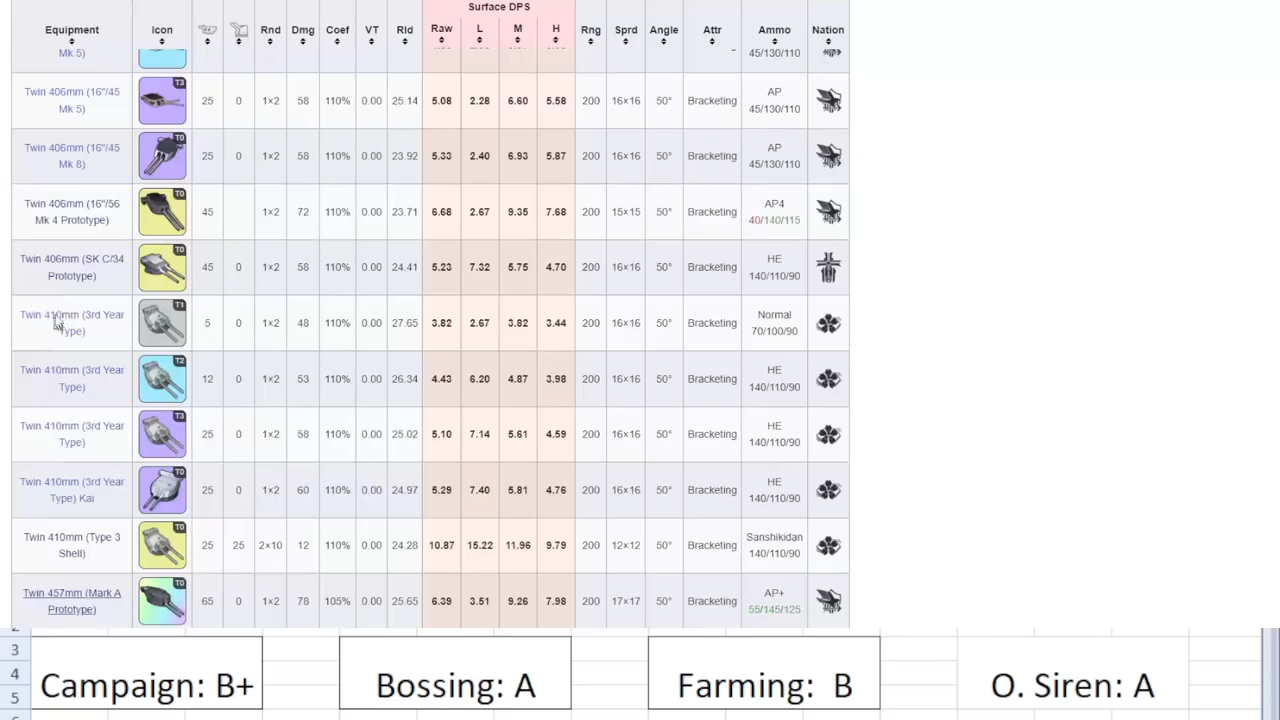 Surface DPS
Equipment Icon Rnd Dmg Coef VT Rld Raw L M H Rng Sprd Angle Attr Ammo Nation
Mk 5) 45/130/110
Twin 406mm (16"/45 Mk 5) T3 25 0 1×2 58 110% 0.00 25.14 5.08 2.28 6.60 5.58 200 16×16 50° Bracketing AP 45/130/110
Twin 406mm (16"/45 Mk 8) T0 25 0 1×2 58 110% 0.00 23.92 5.33 2.40 6.93 5.87 200 16×16 50° Bracketing AP 45/130/110
Twin 406mm (16"/56 Mk 4 Prototype) T0 45 1×2 72 110% 0.00 23.71 6.68 2.67 9.35 7.68 200 15×15 50° Bracketing AP4 40/140/115
Twin 406mm (SK C/34 Prototype) T0 45 0 1×2 58 110% 0.00 24.41 5.23 7.32 5.75 4.70 200 16×16 50° Bracketing HE 140/110/90
Twin 410mm (3rd Year Type) T1 5 0 1×2 48 110% 0.00 27.65 3.82 2.67 3.82 3.44 200 16×16 50° Bracketing Normal 70/100/90
Twin 410mm (3rd Year Type) T2 12 0 1×2 53 110% 0.00 26.34 4.43 6.20 4.87 3.98 200 16×16 50° Bracketing HE 140/110/90
Twin 410mm (3rd Year Type) T3 25 0 1×2 58 110% 0.00 25.02 5.10 7.14 5.61 4.59 200 16×16 50° Bracketing HE 140/110/90
Twin 410mm (3rd Year Type) Kai T0 25 0 1×2 60 110% 0.00 24.97 5.29 7.40 5.81 4.76 200 16×16 50° Bracketing HE 140/110/90
Twin 410mm (Type 3 Shell) T0 25 25 2×10 12 110% 0.00 24.28 10.87 15.22 11.96 9.79 200 12×12 50° Bracketing Sanshikidan 140/110/90
Twin 457mm (Mark A Prototype) T0 65 0 1×2 78 105% 0.00 25.65 6.39 3.51 9.26 7.98 200 17×17 50° Bracketing AP+ 55/145/125
3
4
5
Campaign: B+ Bossing: A Farming: B O. Siren: A